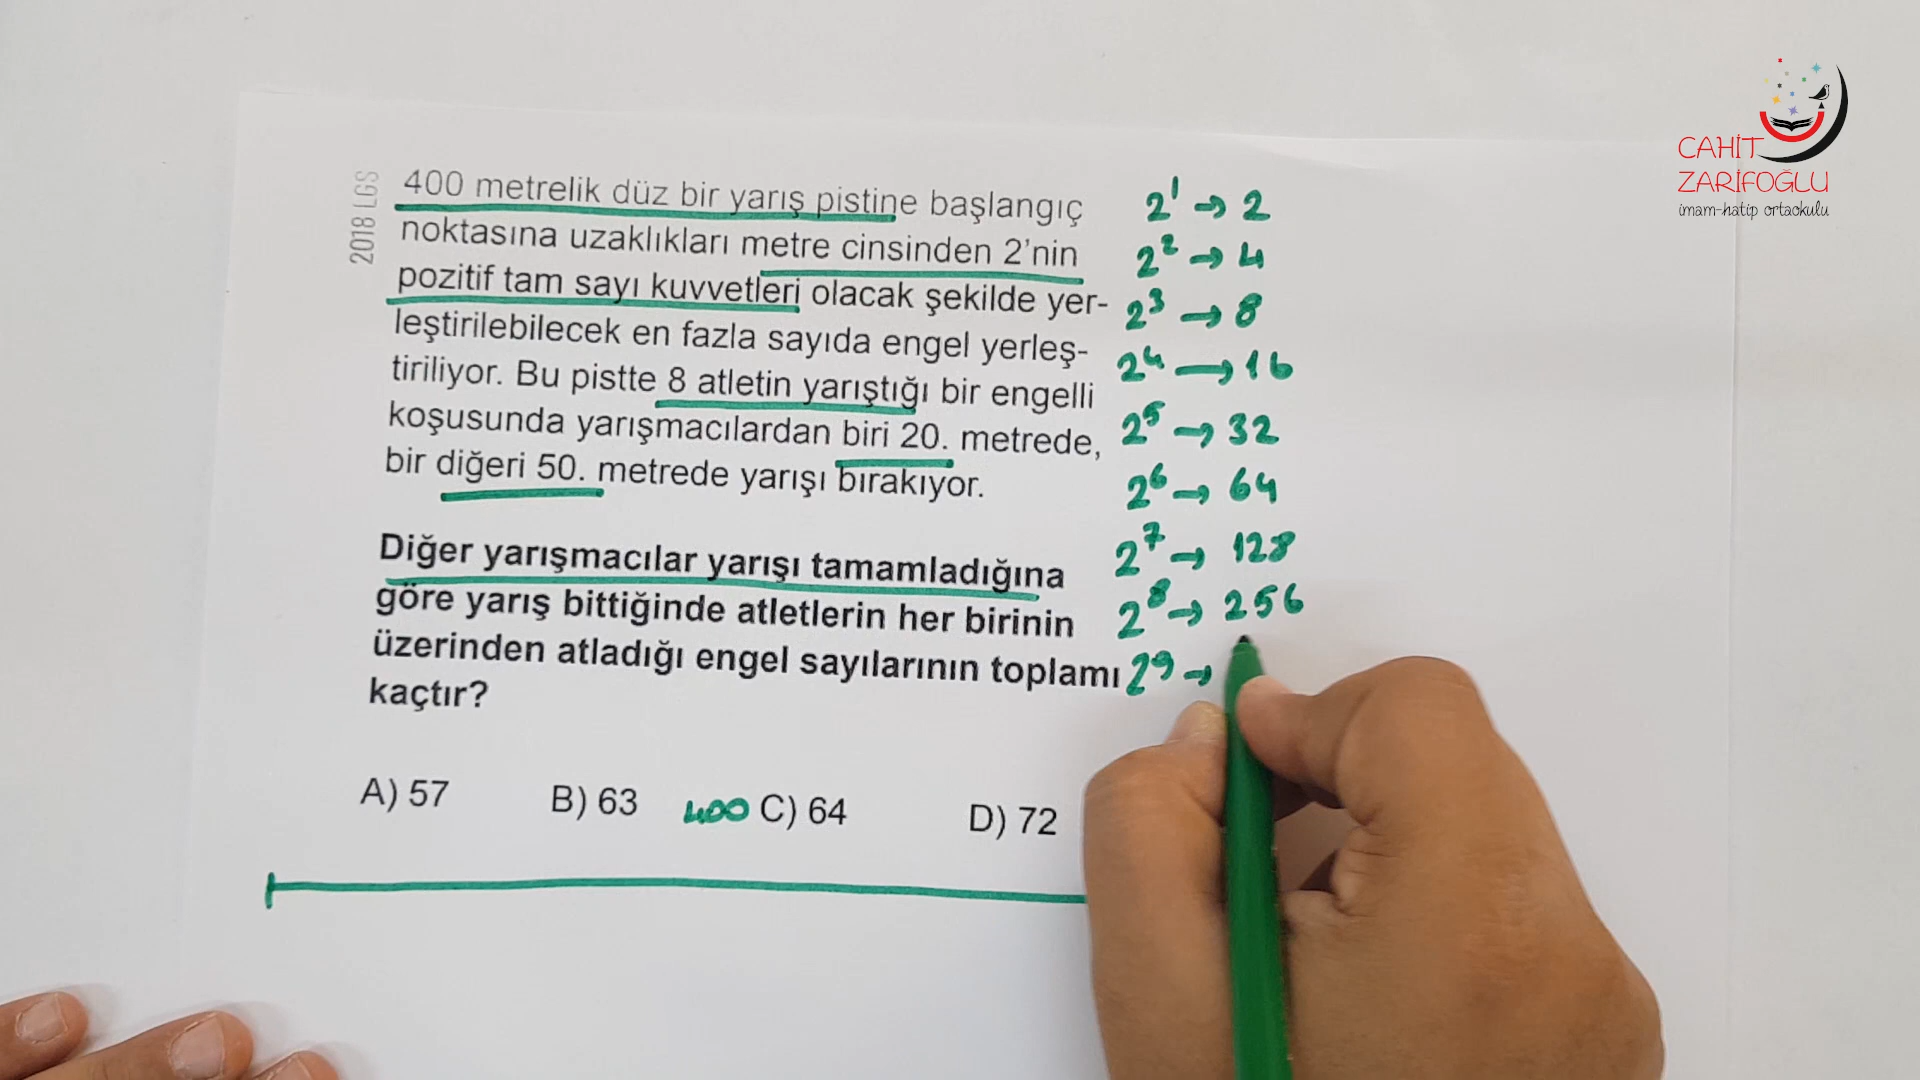 CAHİT
ZARİFOĞLU
imam-hatip ortaokulu
2018 LGS
400 metrelik düz bir yarış pistine başlangıç
noktasına uzaklıkları metre cinsinden 2'nin
pozitif tam sayı kuvvetleri olacak şekilde yer-
leştirilebilecek en fazla sayıda engel yerleş-
tiriliyor. Bu pistte 8 atletin yarıştığı bir engelli
koşusunda yarışmacılardan biri 20. metrede,
bir diğeri 50. metrede yarışı bırakıyor.
Diğer yarışmacılar yarışı tamamladığına
göre yarış bittiğinde atletlerin her birinin
üzerinden atladığı engel sayılarının toplamı
kaçtır?
A) 57 B) 63 400 C) 64 D) 72
2¹ → 2
2² → 4
2³ → 8
2⁴ → 16
2⁵ → 32
2⁶ → 64
2⁷ → 128
2⁸ → 256
2⁹ →